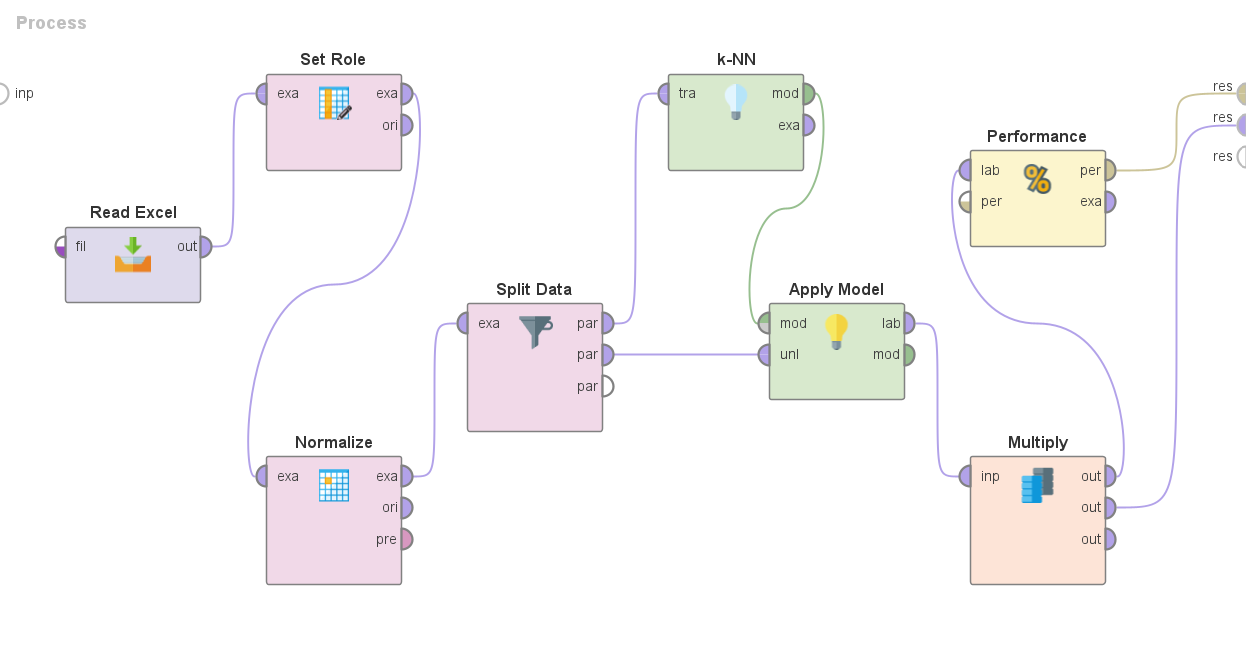 Process
inp
Read Excel
fil
out
Set Role
exa
exa
ori
Normalize
exa
exa
ori
pre
Split Data
exa
par
par
par
k-NN
tra
mod
exa
Apply Model
mod
lab
unl
mod
Performance
lab
per
per
exa
%
Multiply
inp
out
out
out
res
res
res